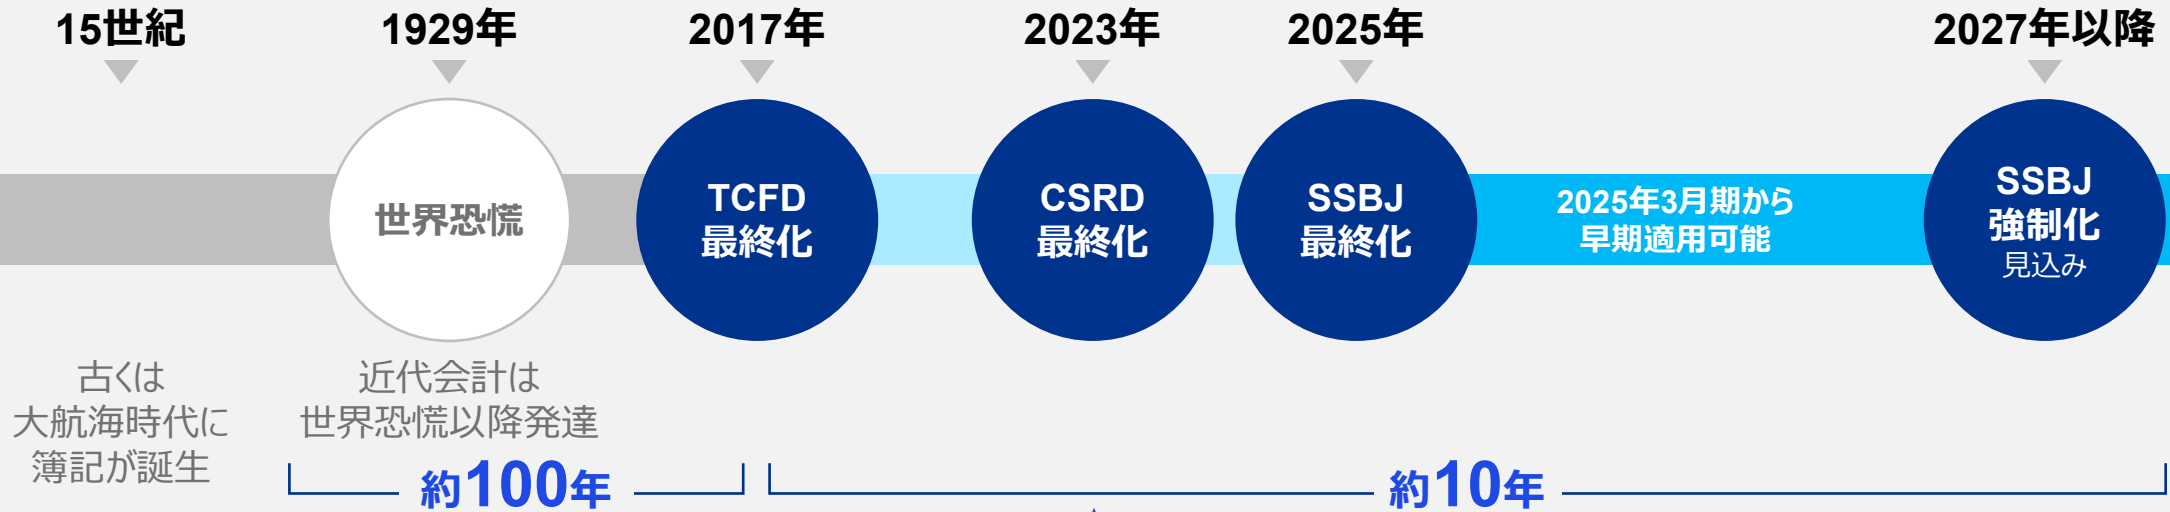 15世紀
1929年
2017年
2023年
2025年
2027年以降
世界恐慌
TCFD
最終化
CSRD
最終化
SSBJ
最終化
2025年3月期から
早期適用可能
SSBJ
強制化
見込み
古くは
大航海時代に
簿記が誕生
近代会計は
世界恐慌以降発達
約100年
約10年